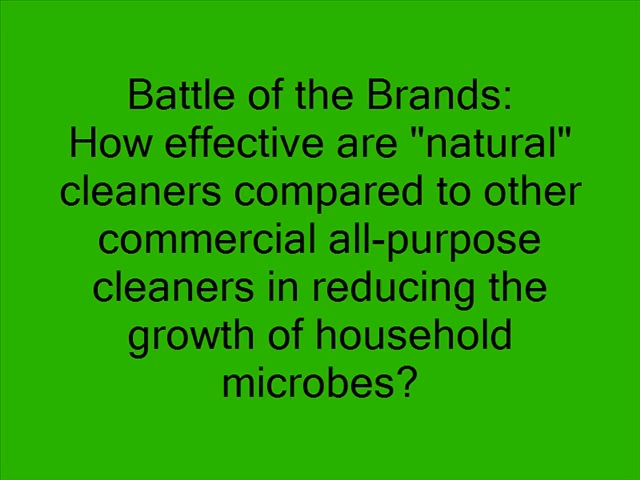 Battle of the Brands:
How effective are "natural"
cleaners compared to other
commercial all-purpose
cleaners in reducing the
growth of household
microbes?